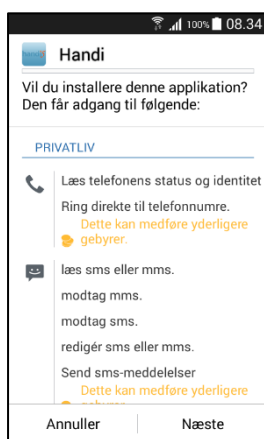 100% 08.34
Handi
Vil du installere denne applikation?
Den får adgang til følgende:
PRIVATLIV
Læs telefonens status og identitet
Ring direkte til telefonnumre.
Dette kan medføre yderligere
gebyrer.
læs sms eller mms.
modtag mms.
modtag sms.
redigér sms eller mms.
Send sms-meddelelser
Dette kan medføre yderligere
Annuller Næste